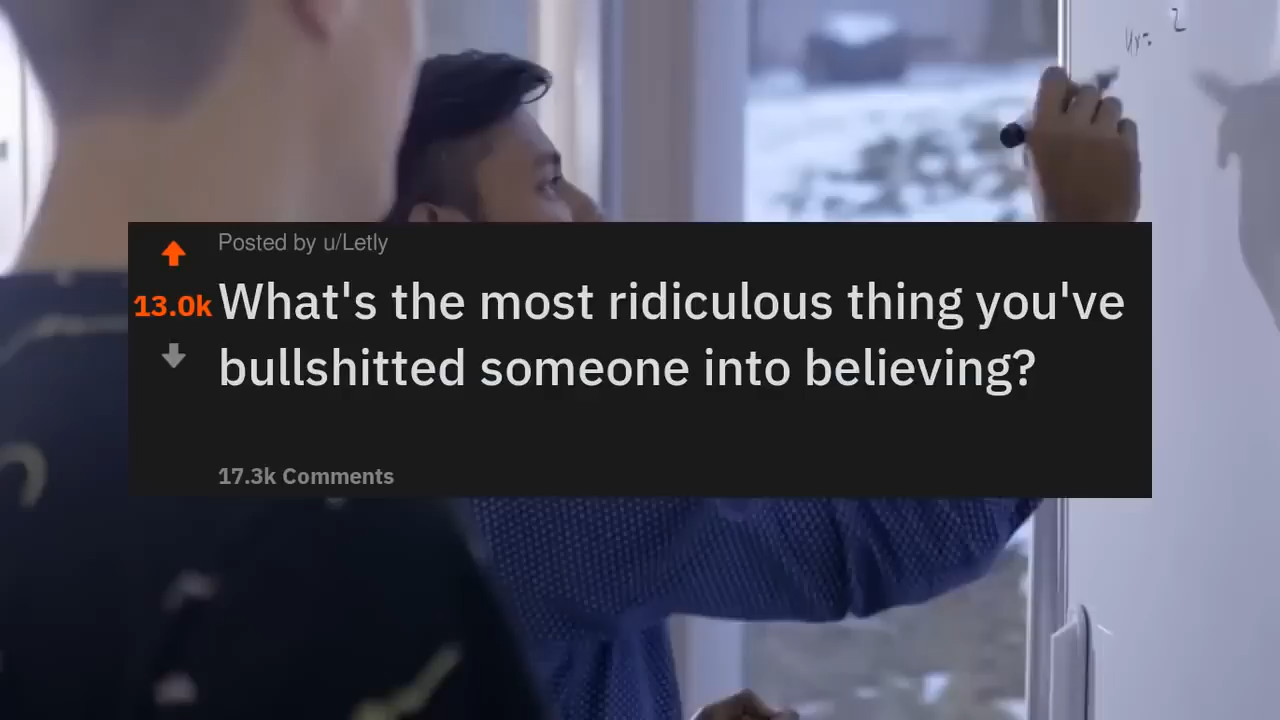 Posted by u/Letly
13.0k
What's the most ridiculous thing you've
bullshitted someone into believing?
17.3k Comments